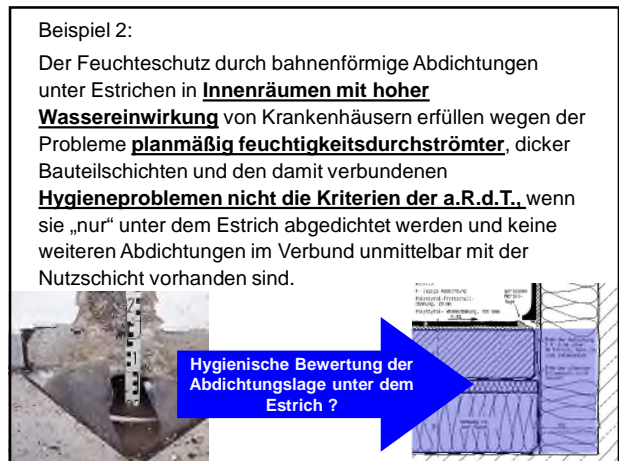 Beispiel 2:
Der Feuchteschutz durch bahnenförmige Abdichtungen
unter Estrichen in Innenräumen mit hoher
Wassereinwirkung von Krankenhäusern erfüllen wegen der
Probleme planmäßig feuchtigkeitsdurchströmter, dicker
Bauteilschichten und den damit verbundenen
Hygieneproblemen nicht die Kriterien der a.R.d.T., wenn
sie „nur“ unter dem Estrich abgedichtet werden und keine
weiteren Abdichtungen im Verbund unmittelbar mit der
Nutzschicht vorhanden sind.
Hygienische Bewertung der
Abdichtungslage unter dem
Estrich ?